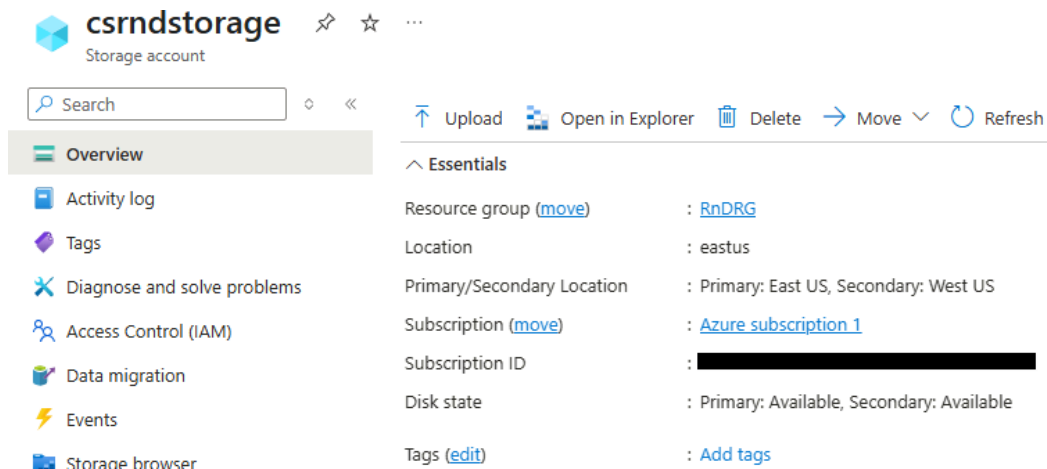 csrndstorage
Storage account
Search
Overview
Activity log
Tags
Diagnose and solve problems
Access Control (IAM)
Data migration
Events
Storage browser
Upload Open in Explorer Delete Move Refresh
Essentials
Resource group (move) : RnDRG
Location : eastus
Primary/Secondary Location : Primary: East US, Secondary: West US
Subscription (move) : Azure subscription 1
Subscription ID :
Disk state : Primary: Available, Secondary: Available
Tags (edit) : Add tags